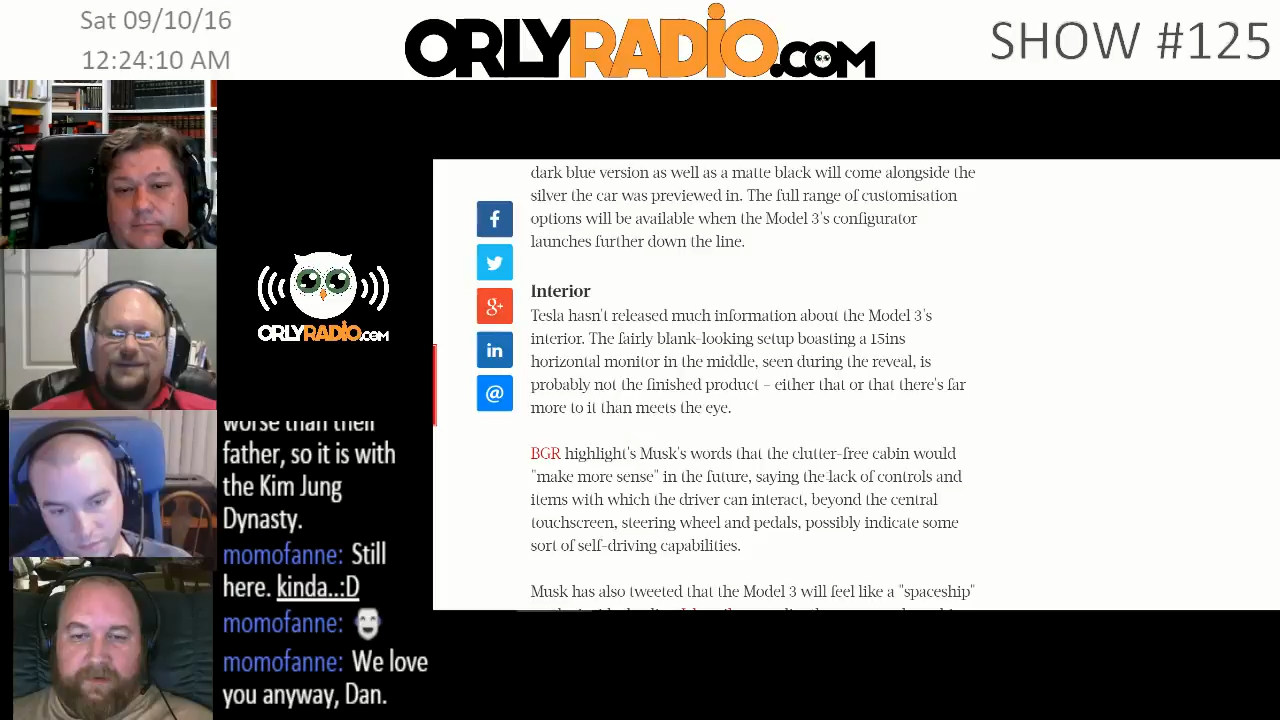 Sat 09/10/16
12:24:10 AM
ORLYRADiO.COM
SHOW #125
dark blue version as well as a matte black will come alongside the
silver the car was previewed in. The full range of customisation
options will be available when the Model 3's configurator
launches further down the line.
f
g+
in
@
Interior
Tesla hasn't released much information about the Model 3's
interior. The fairly blank-looking setup boasting a 15ins
horizontal monitor in the middle, seen during the reveal, is
probably not the finished product – either that or that there's far
more to it than meets the eye.
BGR highlight's Musk's words that the clutter-free cabin would
"make more sense" in the future, saying the lack of controls and
items with which the driver can interact, beyond the central
touchscreen, steering wheel and pedals, possibly indicate some
sort of self-driving capabilities.
Musk has also tweeted that the Model 3 will feel like a "spaceship"
ORLYRADiO.COM
worse than their
father, so it is with
the Kim Jung
Dynasty.
momofanne: Still
here. kinda..:D
momofanne:
momofanne: We love
you anyway, Dan.